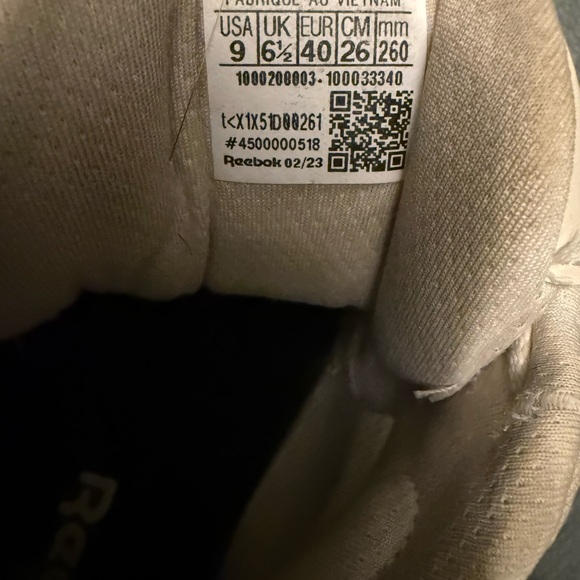 FABRIQUÉ AU VIETNAM
USA UK EUR CM mm
9 6½ 40 26 260
1000200003-100033340
t<X1X51D00261
#4500000518
Reebok 02/23